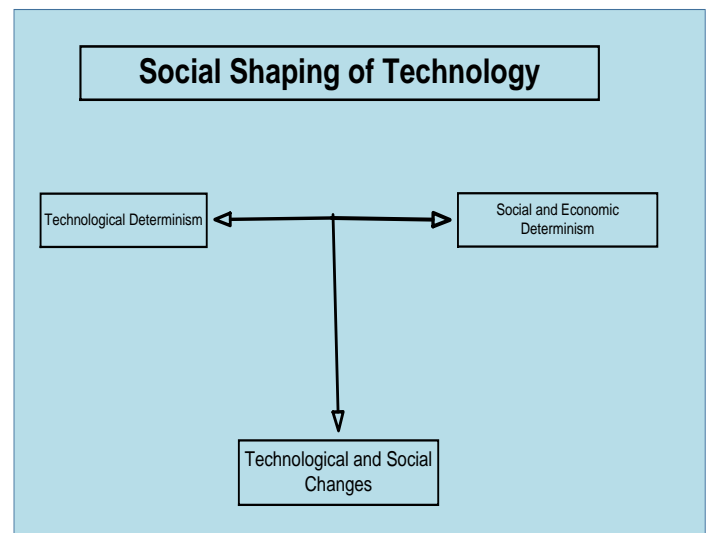 Social Shaping of Technology
Technological Determinism
Social and Economic
Determinism
Technological and Social
Changes